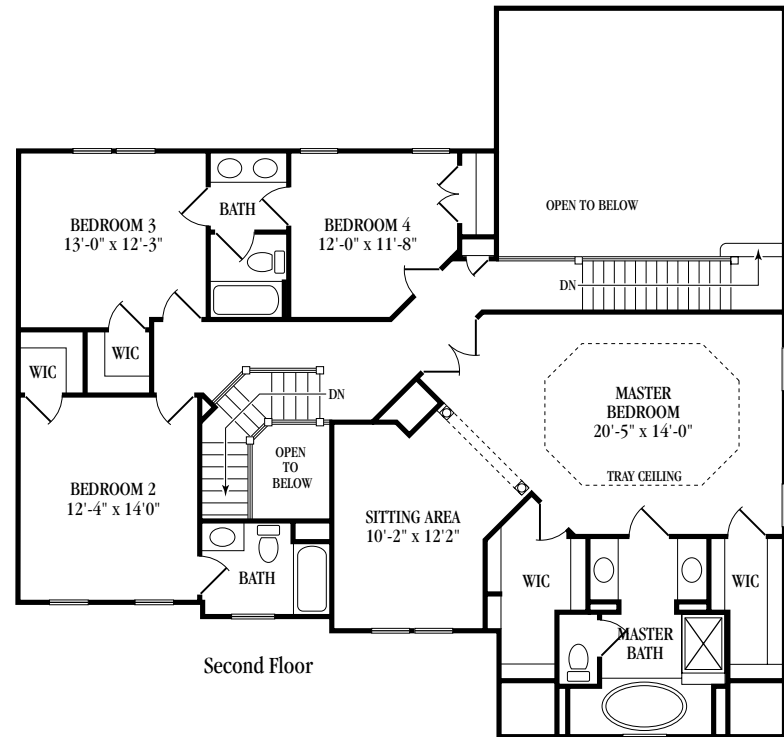 OPEN TO BELOW
BATH
BEDROOM 3
13'-0" x 12'-3"
BEDROOM 4
12'-0" x 11'-8"
DN
WIC
WIC
DN
MASTER
BEDROOM
20'-5" x 14'-0"
TRAY CEILING
OPEN
TO
BELOW
BEDROOM 2
12'-4" x 14'0"
SITTING AREA
10'-2" x 12'2"
BATH
WIC
WIC
MASTER
BATH
Second Floor